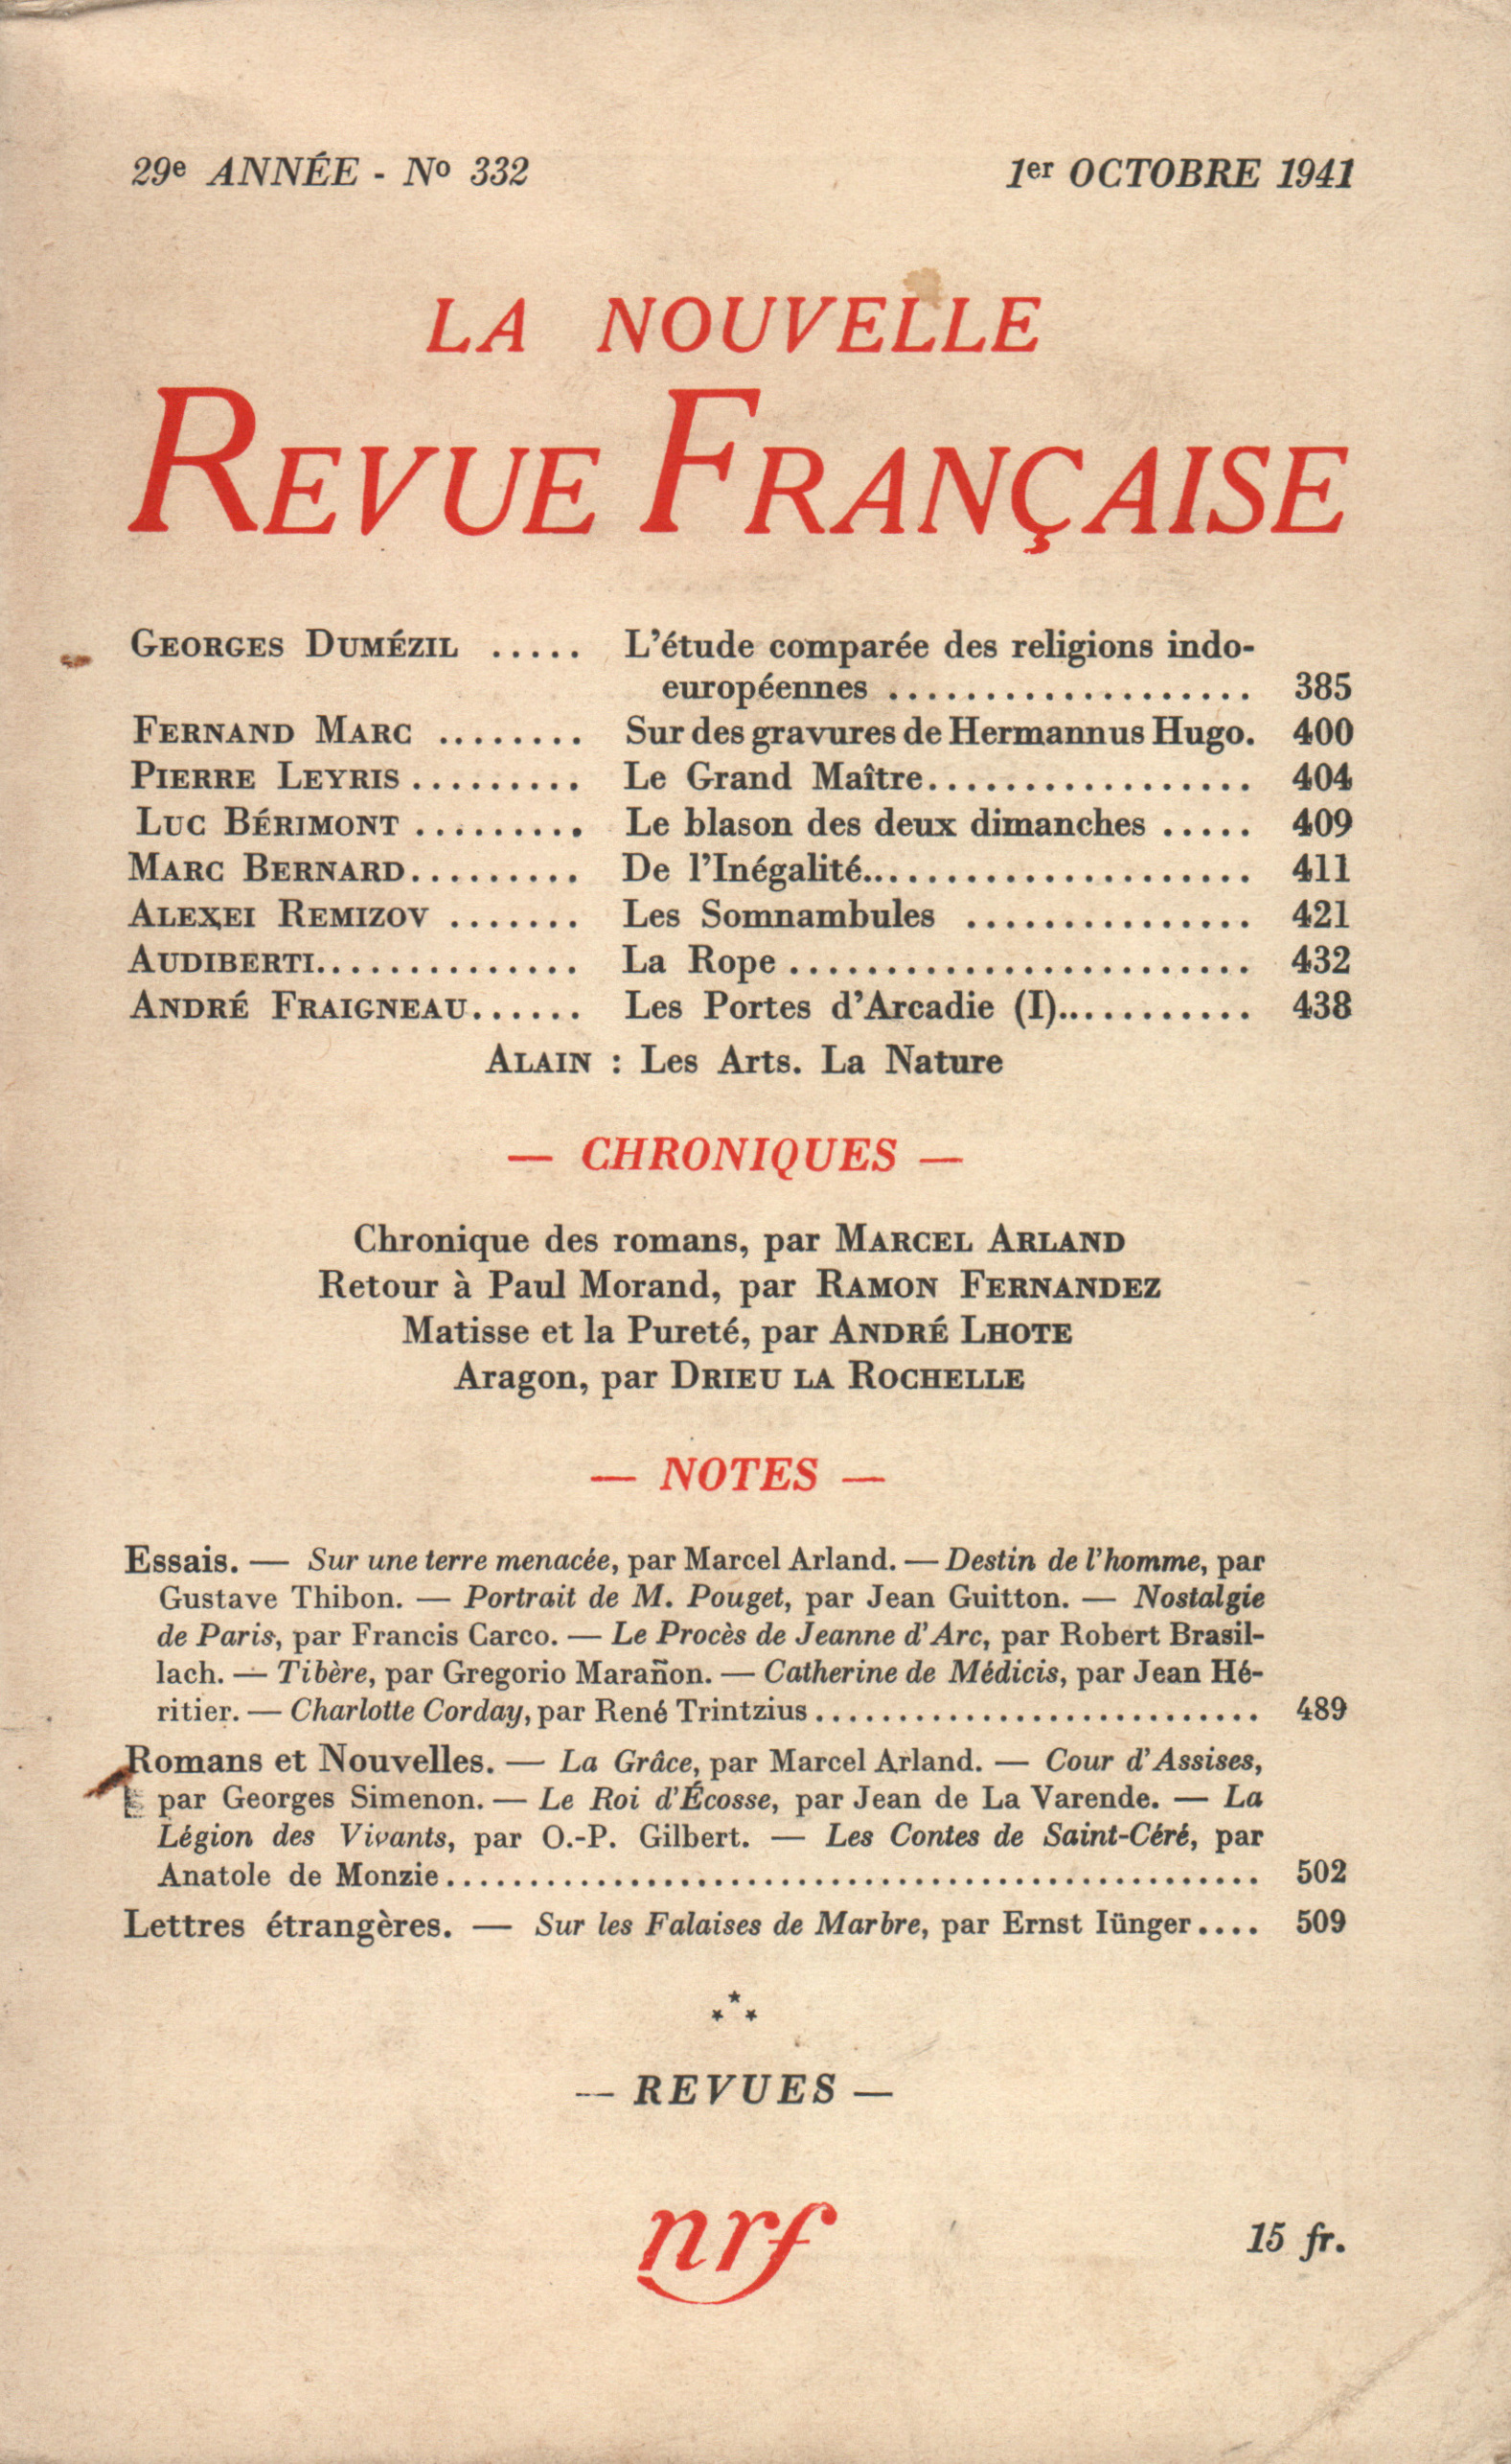 29e ANNÉE - No 332
1er OCTOBRE 1941
LA NOUVELLE
REVUE FRANÇAISE
GEORGES DUMÉZIL ..... L'étude comparée des religions indo-
européennes ................... 385
FERNAND MARC ........ Sur des gravures de Hermannus Hugo. 400
PIERRE LEYRIS ......... Le Grand Maître................. 404
LUC BÉRIMONT ......... Le blason des deux dimanches ..... 409
MARC BERNARD......... De l'Inégalité..................... 411
ALEXEI REMIZOV ....... Les Somnambules ............... 421
AUDIBERTI.............. La Rope ........................ 432
ANDRÉ FRAIGNEAU...... Les Portes d'Arcadie (I)........... 438
ALAIN : Les Arts. La Nature
— CHRONIQUES —
Chronique des romans, par MARCEL ARLAND
Retour à Paul Morand, par RAMON FERNANDEZ
Matisse et la Pureté, par ANDRÉ LHOTE
Aragon, par DRIEU LA ROCHELLE
— NOTES —
Essais. — Sur une terre menacée, par Marcel Arland. — Destin de l'homme, par
Gustave Thibon. — Portrait de M. Pouget, par Jean Guitton. — Nostalgie
de Paris, par Francis Carco. — Le Procès de Jeanne d'Arc, par Robert Brasil-
lach. — Tibère, par Gregorio Marañon. — Catherine de Médicis, par Jean Hé-
ritier. — Charlotte Corday, par René Trintzius ........................... 489
Romans et Nouvelles. — La Grâce, par Marcel Arland. — Cour d'Assises,
par Georges Simenon. — Le Roi d'Écosse, par Jean de La Varende. — La
Légion des Vivants, par O.-P. Gilbert. — Les Contes de Saint-Céré, par
Anatole de Monzie.................................................. 502
Lettres étrangères. — Sur les Falaises de Marbre, par Ernst Iünger.... 509
— REVUES —
nrf
15 fr.